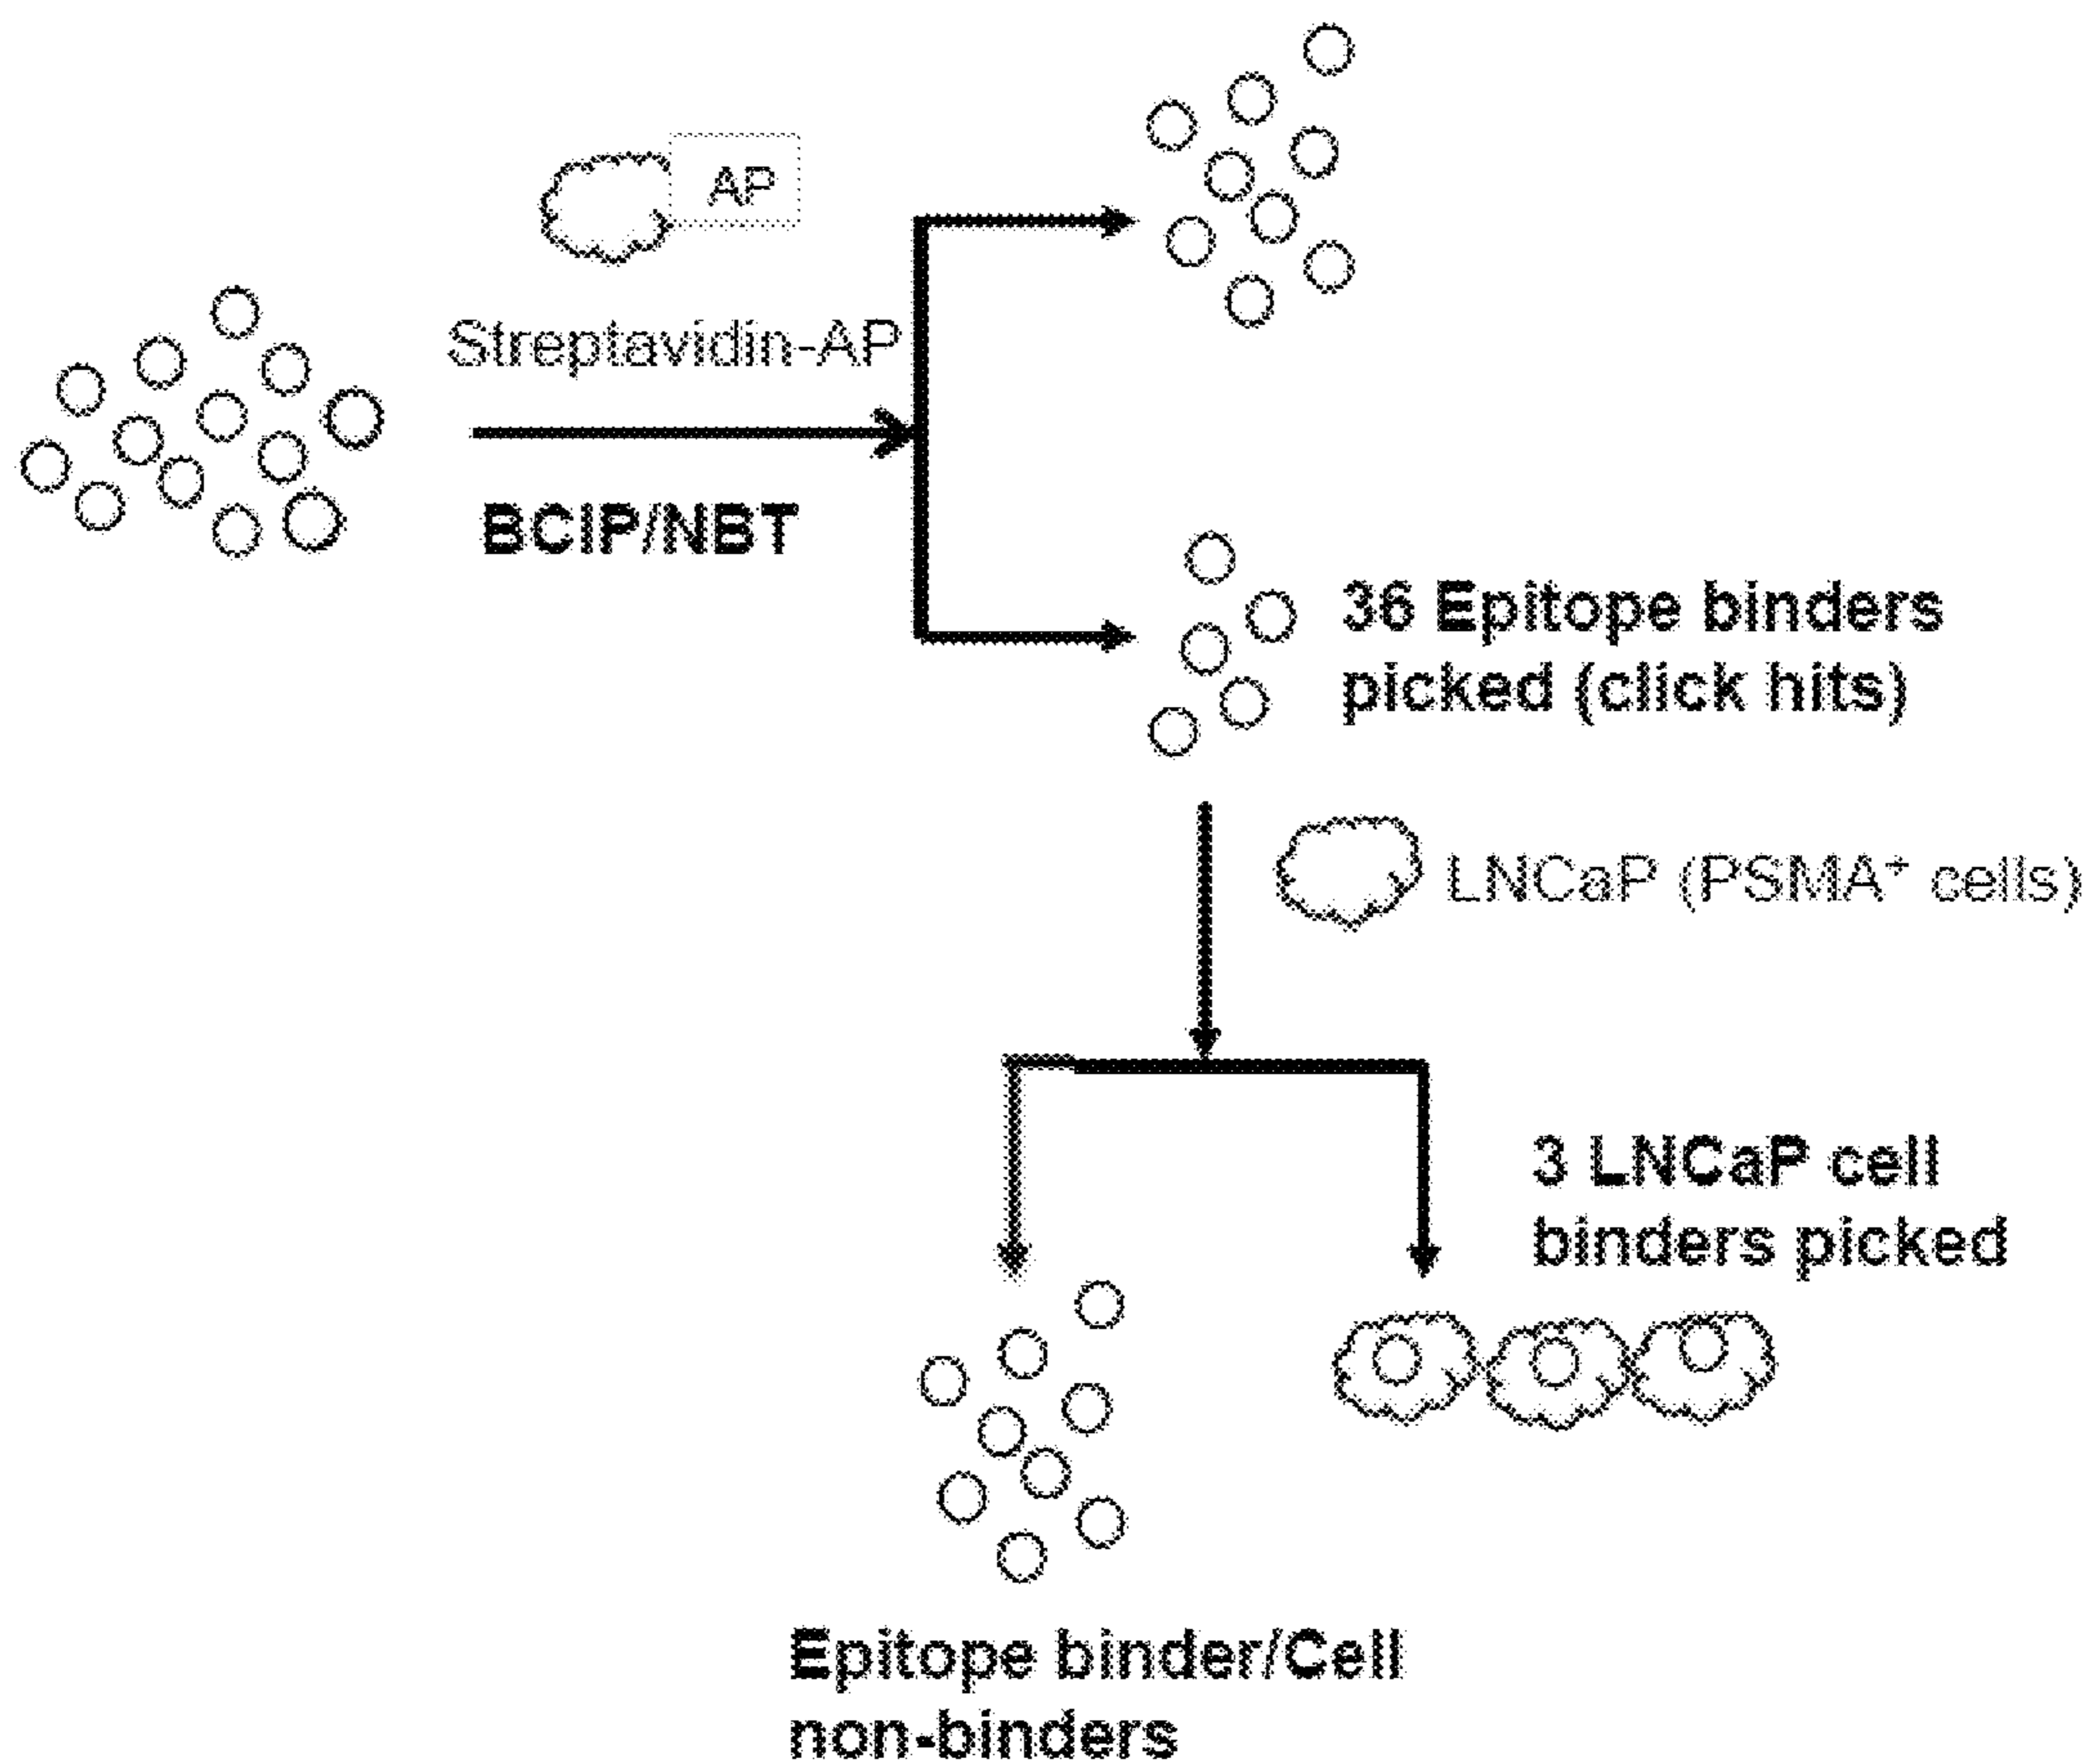 AP
Streptavidin-AP
BCIP/NBT
36 Epitope binders
picked (click hits)
LNCaP (PSMA⁺ cells)
3 LNCaP cell
binders picked
Epitope binder/Cell
non-binders